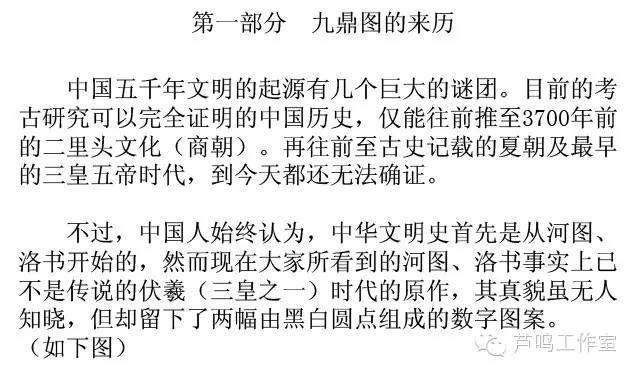 第一部分　九鼎图的来历
中国五千年文明的起源有几个巨大的谜团。目前的考
古研究可以完全证明的中国历史，仅能往前推至3700年前
的二里头文化（商朝）。再往前至古史记载的夏朝及最早
的三皇五帝时代，到今天都还无法确证。
不过，中国人始终认为，中华文明史首先是从河图、
洛书开始的，然而现在大家所看到的河图、洛书事实上已
不是传说的伏羲（三皇之一）时代的原作，其真貌虽无人
知晓，但却留下了两幅由黑白圆点组成的数字图案。
（如下图）
芦鸣工作室